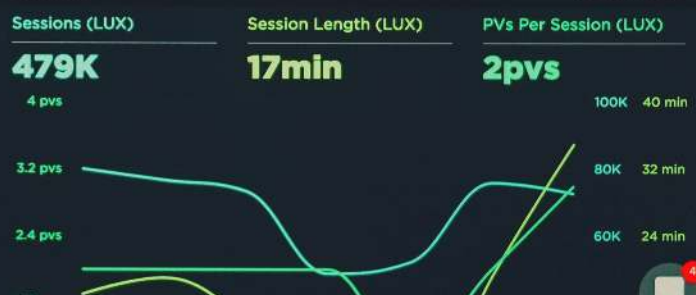 Sessions (LUX) Session Length (LUX) PVs Per Session (LUX)
479K 17min 2pvs
4 pvs 100K 40 min
3.2 pvs 80K 32 min
2.4 pvs 60K 24 min
4